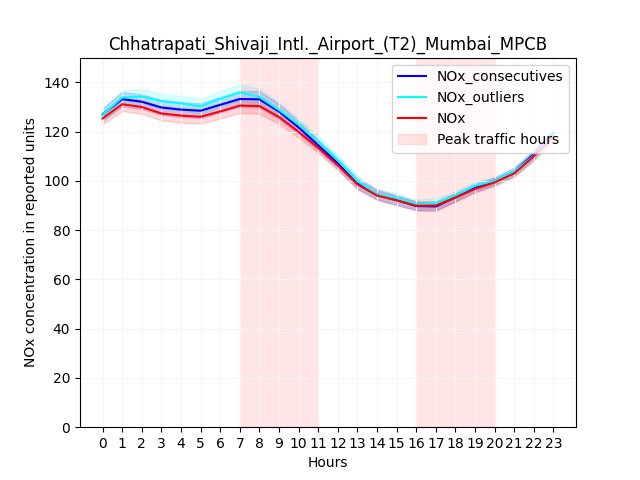 Chhatrapati_Shivaji_Intl._Airport_(T2)_Mumbai_MPCB
NOx_consecutives
NOx_outliers
NOx
Peak traffic hours
NOx concentration in reported units
140
120
100
80
60
40
20
0
0 1 2 3 4 5 6 7 8 9 10 11 12 13 14 15 16 17 18 19 20 21 22 23
Hours